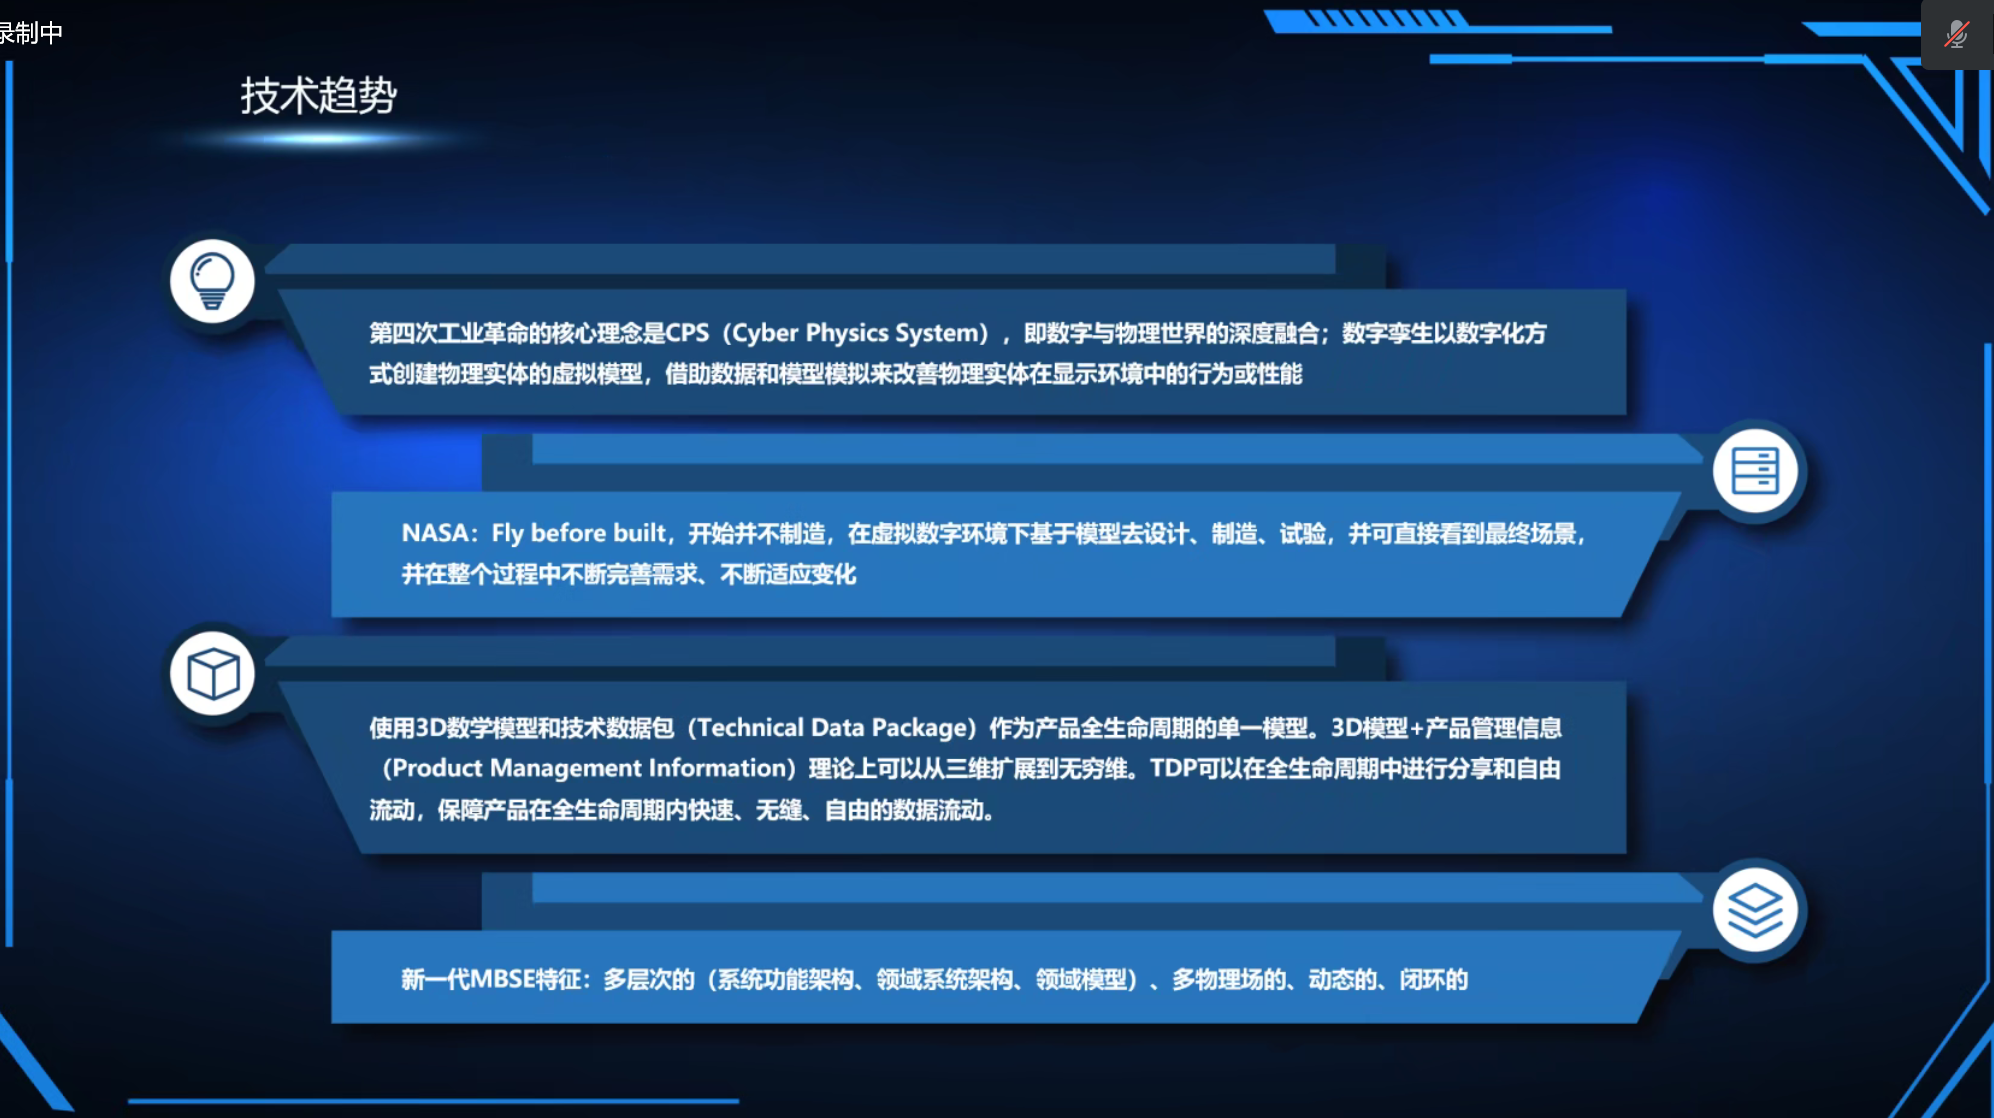 录制中
技术趋势
第四次工业革命的核心理念是CPS（Cyber Physics System），即数字与物理世界的深度融合；数字孪生以数字化方
式创建物理实体的虚拟模型，借助数据和模型模拟来改善物理实体在显示环境中的行为或性能
NASA：Fly before built，开始并不制造，在虚拟数字环境下基于模型去设计、制造、试验，并可直接看到最终场景，
并在整个过程中不断完善需求、不断适应变化
使用3D数学模型和技术数据包（Technical Data Package）作为产品全生命周期的单一模型。3D模型+产品管理信息
（Product Management Information）理论上可以从三维扩展到无穷维。TDP可以在全生命周期中进行分享和自由
流动，保障产品在全生命周期内快速、无缝、自由的数据流动。
新一代MBSE特征：多层次的（系统功能架构、领域系统架构、领域模型）、多物理场的、动态的、闭环的